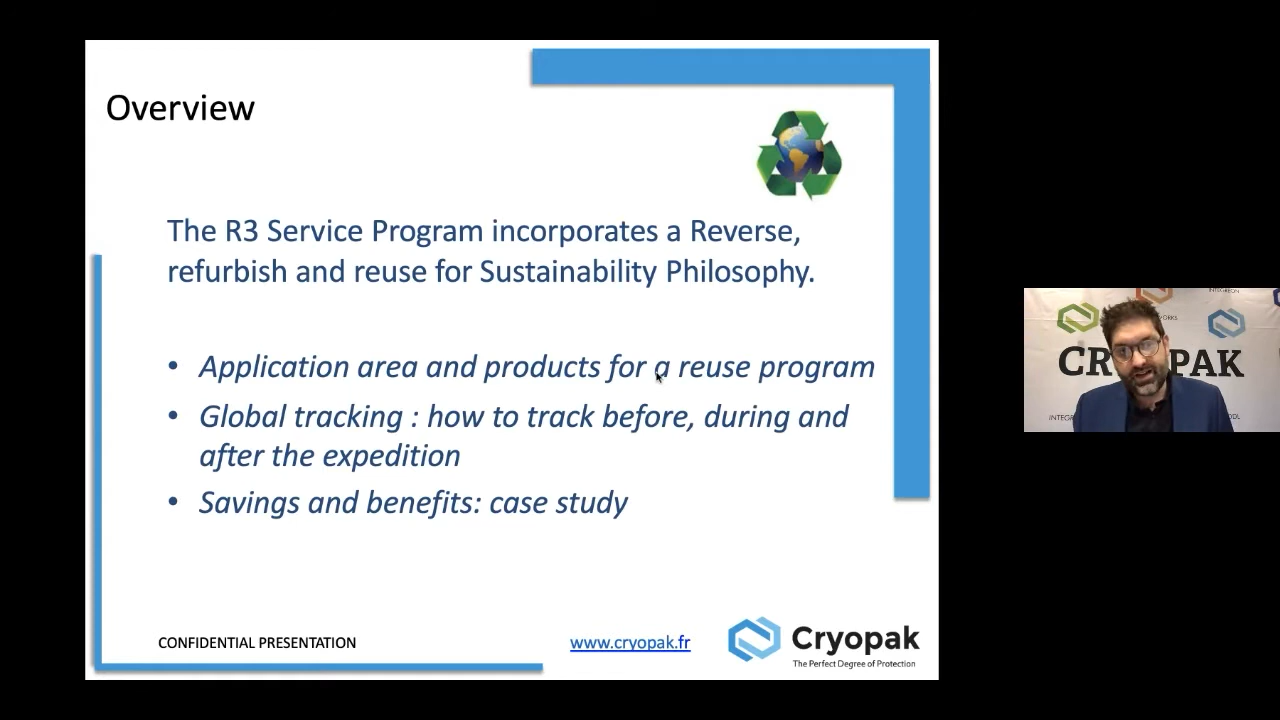 Overview
The R3 Service Program incorporates a Reverse,
refurbish and reuse for Sustainability Philosophy.
• Application area and products for a reuse program
• Global tracking : how to track before, during and
after the expedition
• Savings and benefits: case study
CONFIDENTIAL PRESENTATION
www.cryopak.fr
Cryopak
The Perfect Degree of Protection